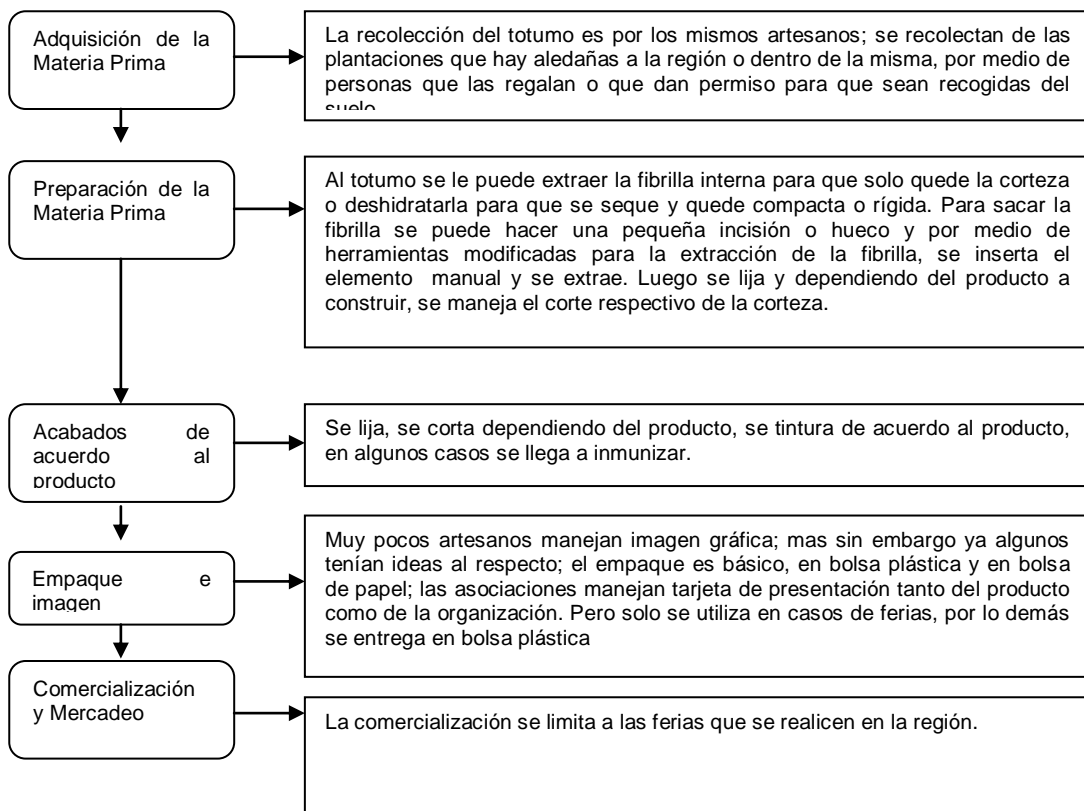 Adquisición de la
Materia Prima
La recolección del totumo es por los mismos artesanos; se recolectan de las
plantaciones que hay aledañas a la región o dentro de la misma, por medio de
personas que las regalan o que dan permiso para que sean recogidas del
suelo
Preparación de la
Materia Prima
Al totumo se le puede extraer la fibrilla interna para que solo quede la corteza
o deshidratarla para que se seque y quede compacta o rígida. Para sacar la
fibrilla se puede hacer una pequeña incisión o hueco y por medio de
herramientas modificadas para la extracción de la fibrilla, se inserta el
elemento manual y se extrae. Luego se lija y dependiendo del producto a
construir, se maneja el corte respectivo de la corteza.
Acabados de
acuerdo al
producto
Se lija, se corta dependiendo del producto, se tintura de acuerdo al producto,
en algunos casos se llega a inmunizar.
Empaque e
imagen
Muy pocos artesanos manejan imagen gráfica; mas sin embargo ya algunos
tenían ideas al respecto; el empaque es básico, en bolsa plástica y en bolsa
de papel; las asociaciones manejan tarjeta de presentación tanto del producto
como de la organización. Pero solo se utiliza en casos de ferias, por lo demás
se entrega en bolsa plástica
Comercialización
y Mercadeo
La comercialización se limita a las ferias que se realicen en la región.